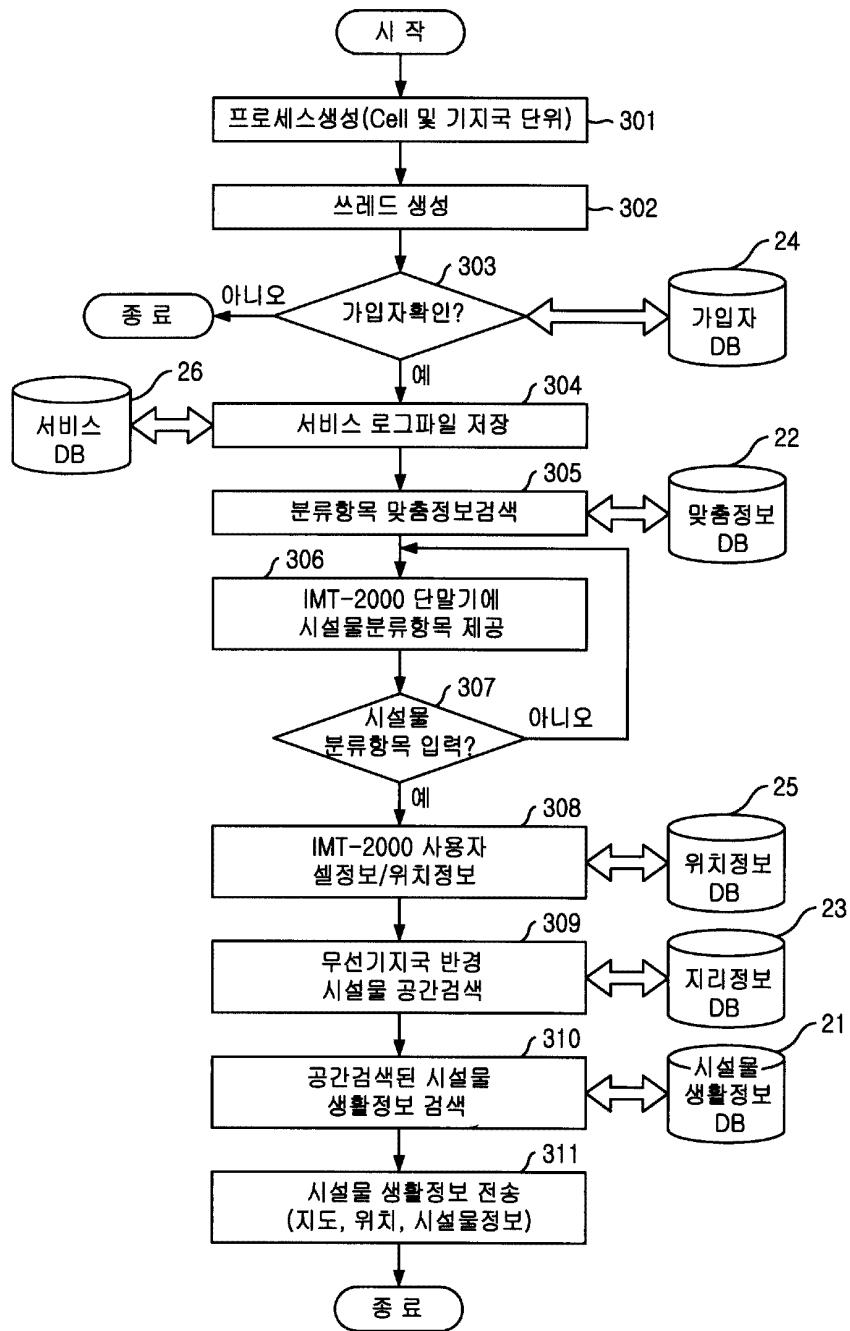 시 작
프로세스생성(Cell 및 기지국 단위)
301
쓰레드 생성
302
303
24
아니오
종 료
가입자확인?
가입자
DB
예
26
304
서비스
DB
서비스 로그파일 저장
305
22
분류항목 맞춤정보검색
맞춤정보
DB
306
IMT-2000 단말기에
시설물분류항목 제공
307
시설물
분류항목 입력?
아니오
예
308
25
IMT-2000 사용자
셀정보/위치정보
위치정보
DB
309
23
무선기지국 반경
시설물 공간검색
지리정보
DB
310
21
공간검색된 시설물
생활정보 검색
시설물
생활정보
DB
311
시설물 생활정보 전송
(지도, 위치, 시설물정보)
종 료